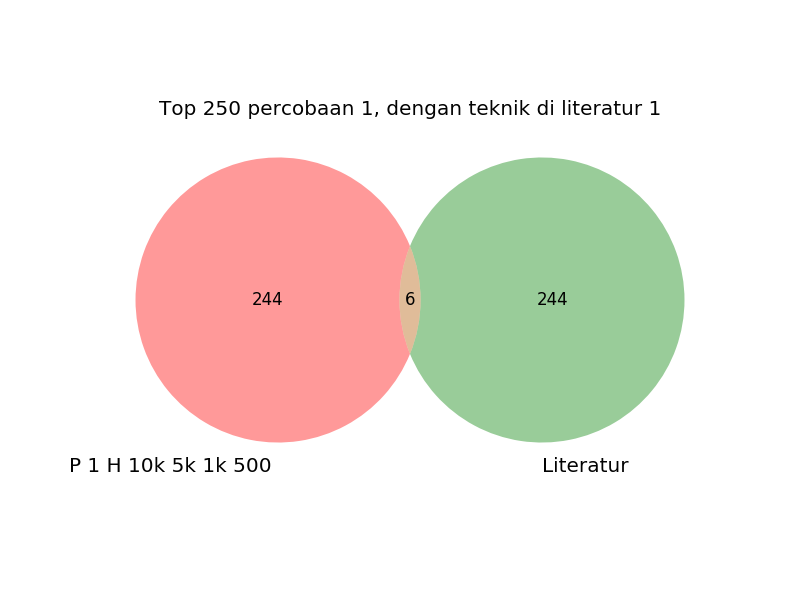 Top 250 percobaan 1, dengan teknik di literatur 1
244
6
244
P 1 H 10k 5k 1k 500
Literatur